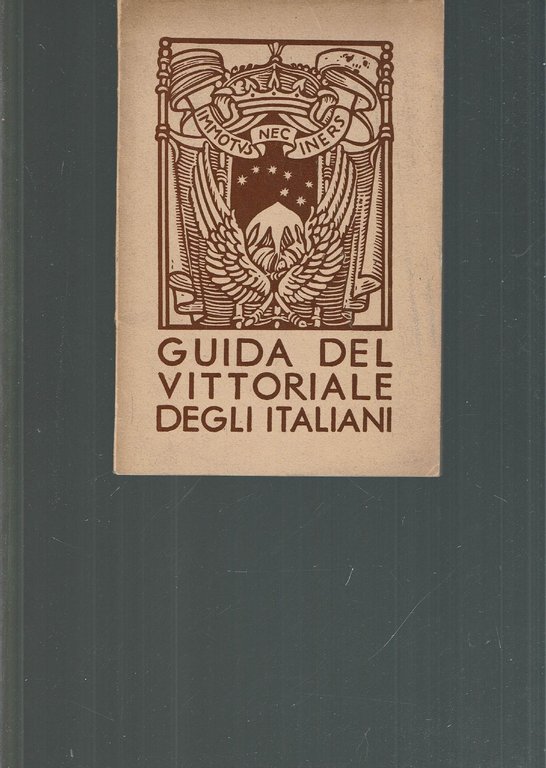 IMMOTVS NEC INERS
GUIDA DEL
VITTORIALE
DEGLI ITALIANI